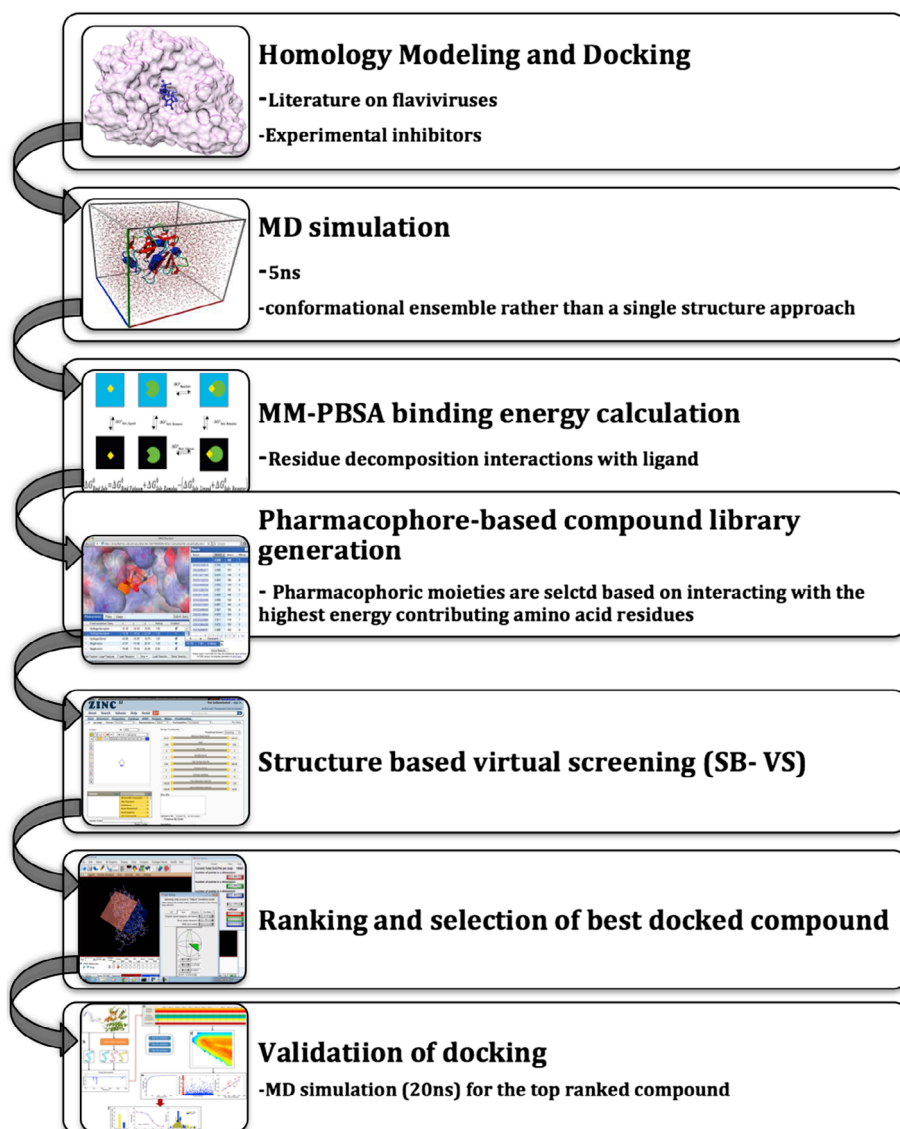 Homology Modeling and Docking
-Literature on flaviviruses
-Experimental inhibitors
MD simulation
-5ns
-conformational ensemble rather than a single structure approach
MM-PBSA binding energy calculation
-Residue decomposition interactions with ligand
Pharmacophore-based compound library
generation
- Pharmacophoric moieties are selctd based on interacting with the
highest energy contributing amino acid residues
ZINC
Structure based virtual screening (SB- VS)
Ranking and selection of best docked compound
Validatiion of docking
-MD simulation (20ns) for the top ranked compound